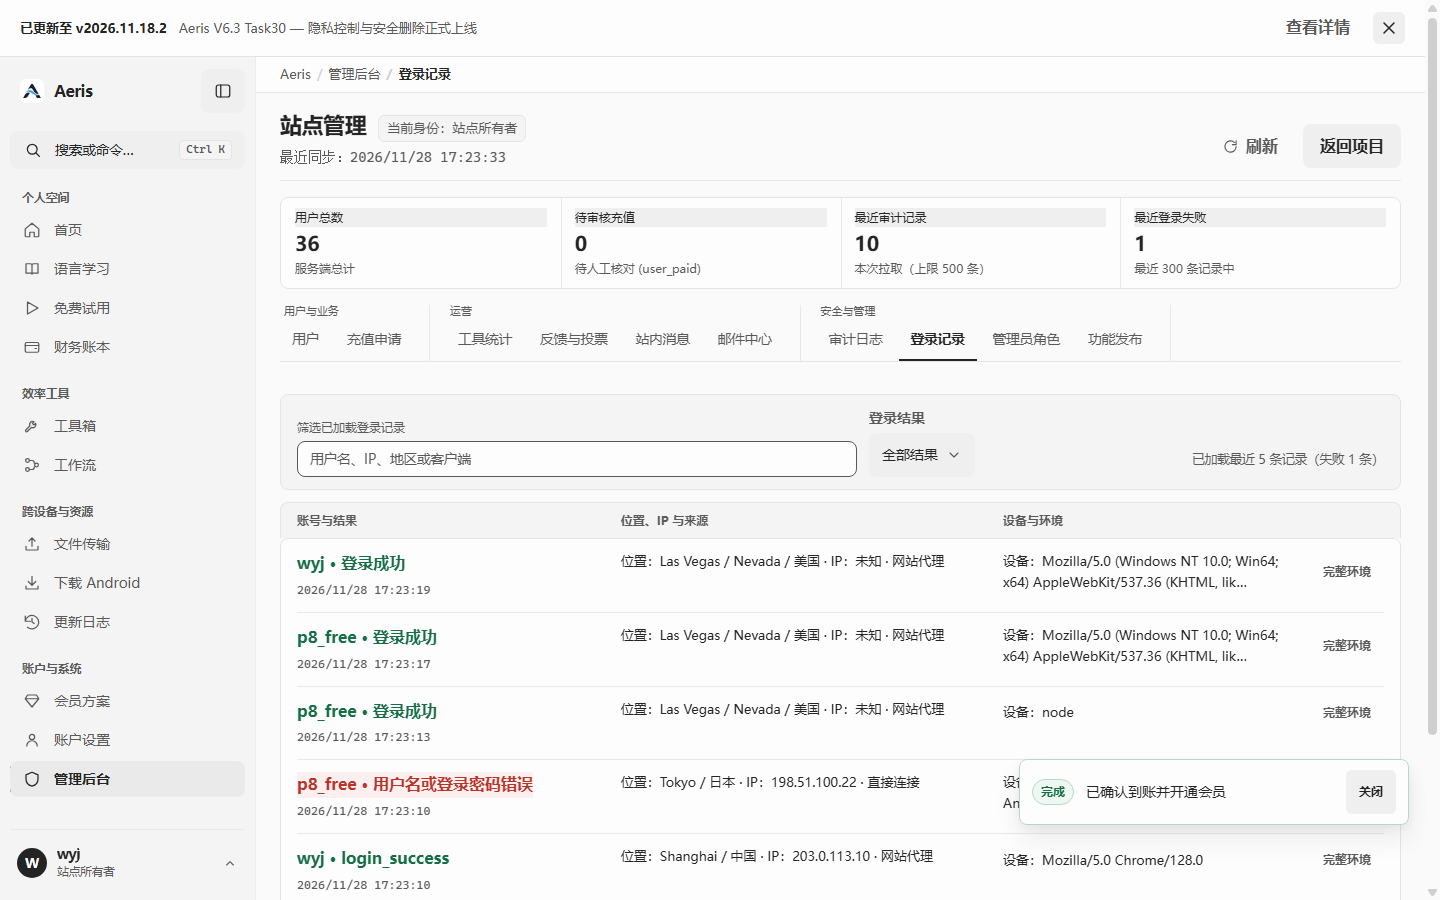 已更新至 v2026.11.18.2 Aeris V6.3 Task30 — 隐私控制与安全删除正式上线
查看详情
Aeris
搜索或命令... Ctrl K
个人空间
首页
语言学习
免费试用
财务账本
效率工具
工具箱
工作流
跨设备与资源
文件传输
下载 Android
更新日志
账户与系统
会员方案
账户设置
管理后台
W
wyj
站点所有者
Aeris / 管理后台 / 登录记录
站点管理 当前身份：站点所有者
最近同步：2026/11/28 17:23:33
刷新 返回项目
用户总数
36
服务端总计
待审核充值
0
待人工核对 (user_paid)
最近审计记录
10
本次拉取（上限 500 条）
最近登录失败
1
最近 300 条记录中
用户与业务
用户 充值申请
运营
工具统计 反馈与投票 站内消息 邮件中心
安全与管理
审计日志 登录记录 管理员角色 功能发布
筛选已加载登录记录
用户名、IP、地区或客户端
登录结果
全部结果
已加载最近 5 条记录（失败 1 条）
账号与结果 位置、IP 与来源 设备与环境
wyj • 登录成功
2026/11/28 17:23:19
位置：Las Vegas / Nevada / 美国 · IP：未知 · 网站代理
设备：Mozilla/5.0 (Windows NT 10.0; Win64;
x64) AppleWebKit/537.36 (KHTML, lik...
完整环境
p8_free • 登录成功
2026/11/28 17:23:17
位置：Las Vegas / Nevada / 美国 · IP：未知 · 网站代理
设备：Mozilla/5.0 (Windows NT 10.0; Win64;
x64) AppleWebKit/537.36 (KHTML, lik...
完整环境
p8_free • 登录成功
2026/11/28 17:23:13
位置：Las Vegas / Nevada / 美国 · IP：未知 · 网站代理
设备：node
完整环境
p8_free • 用户名或登录密码错误
2026/11/28 17:23:10
位置：Tokyo / 日本 · IP：198.51.100.22 · 直接连接
完成 已确认到账并开通会员 关闭
wyj • login_success
2026/11/28 17:23:10
位置：Shanghai / 中国 · IP：203.0.113.10 · 网站代理
设备：Mozilla/5.0 Chrome/128.0
完整环境